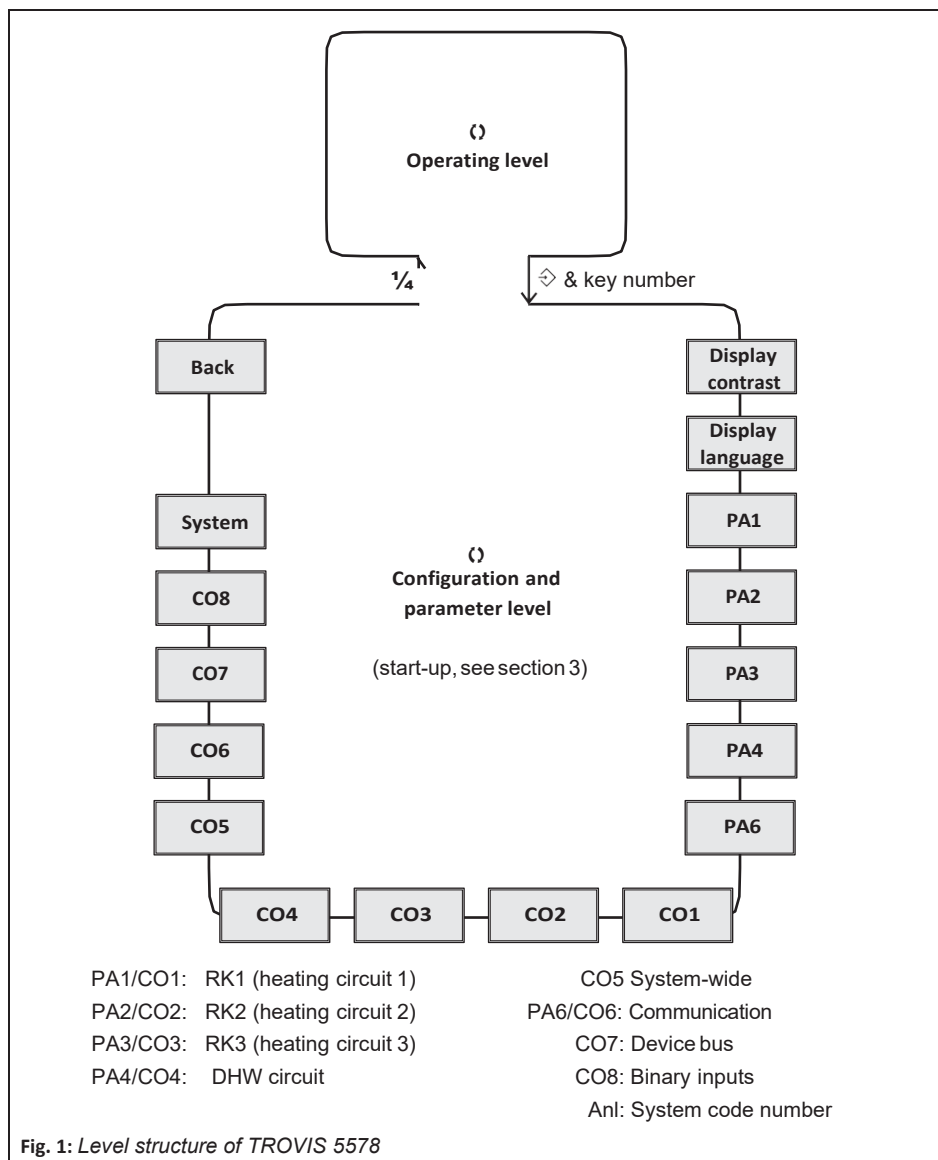 Operating level
¼
& key number
Back
Display
contrast
Display
language
System
PA1
Configuration and
parameter level
CO8
PA2
(start-up, see section 3)
CO7
PA3
CO6
PA4
CO5
PA6
CO4
CO3
CO2
CO1
PA1/CO1: RK1 (heating circuit 1)
PA2/CO2: RK2 (heating circuit 2)
PA3/CO3: RK3 (heating circuit 3)
PA4/CO4: DHW circuit
CO5 System-wide
PA6/CO6: Communication
CO7: Device bus
CO8: Binary inputs
Anl: System code number
Fig. 1: Level structure of TROVIS 5578